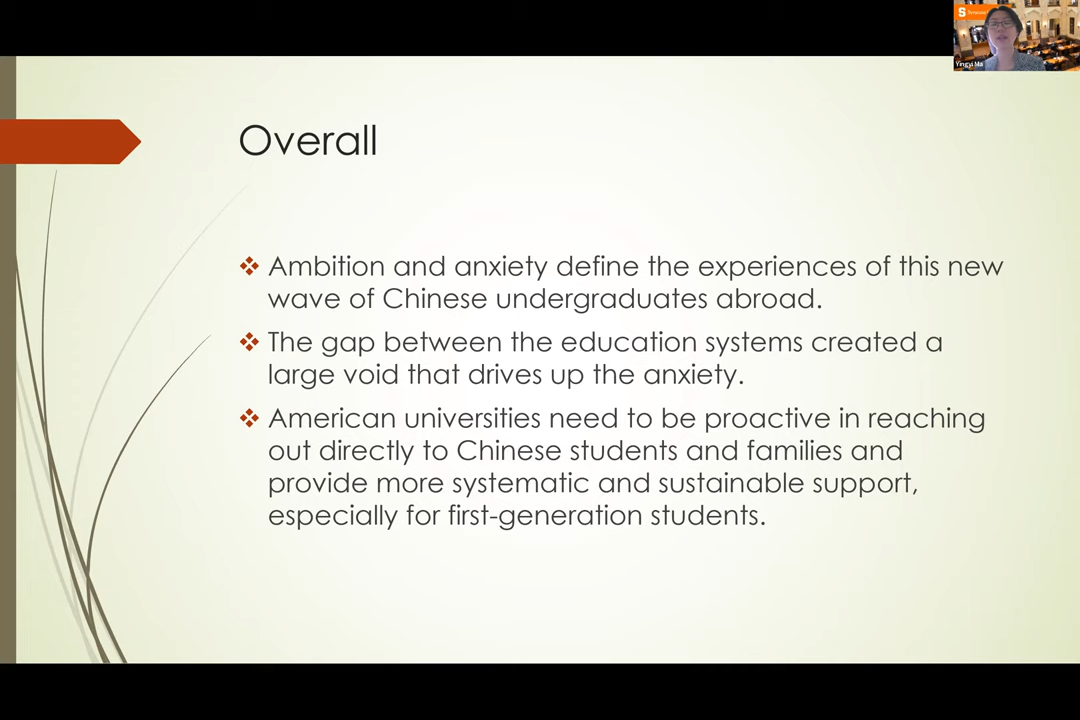 S Syracuse
Yingyi Ma
Overall
Ambition and anxiety define the experiences of this new
wave of Chinese undergraduates abroad.
The gap between the education systems created a
large void that drives up the anxiety.
American universities need to be proactive in reaching
out directly to Chinese students and families and
provide more systematic and sustainable support,
especially for first-generation students.